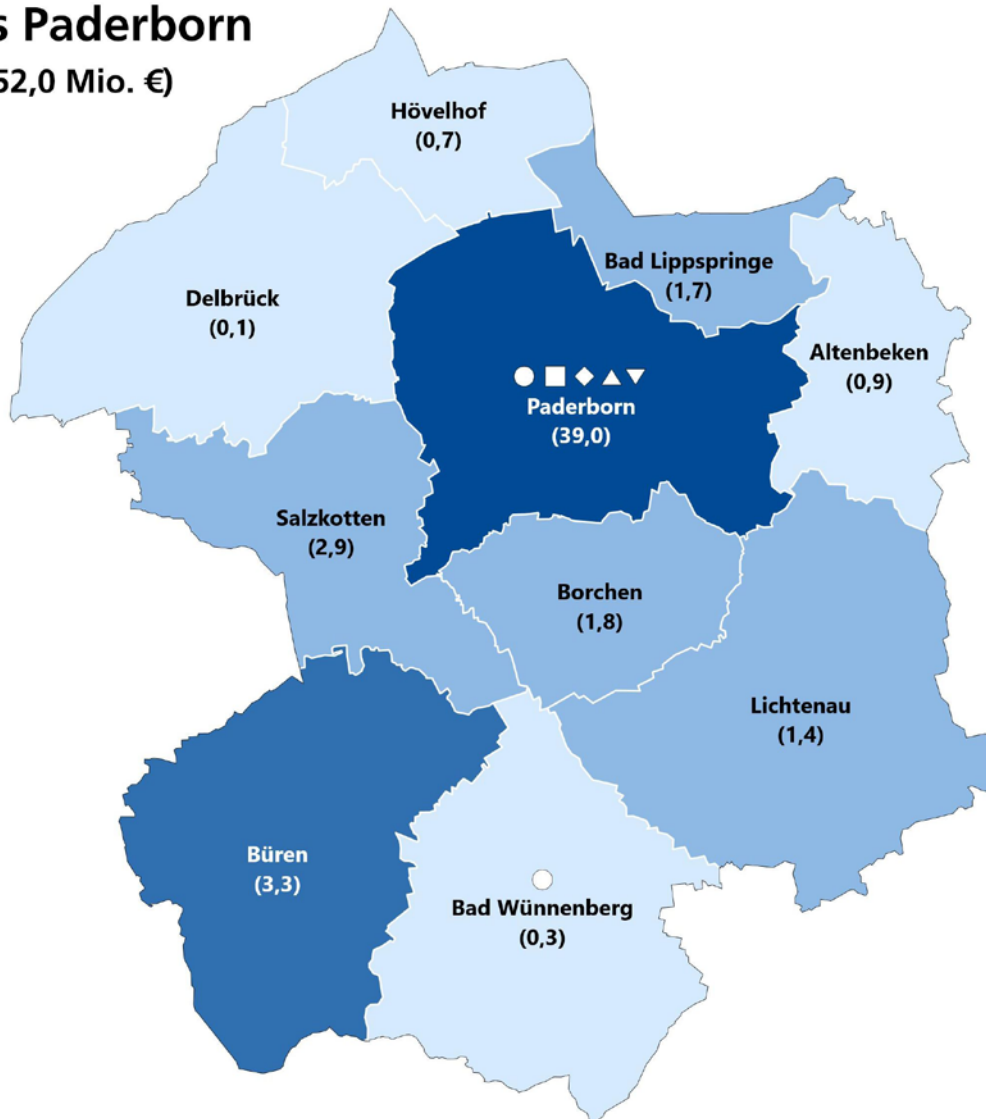 s Paderborn
52,0 Mio. €)
Hövelhof
(0,7)
Bad Lippspringe
(1,7)
Delbrück
(0,1)
Altenbeken
(0,9)
Paderborn
(39,0)
Salzkotten
(2,9)
Borchen
(1,8)
Lichtenau
(1,4)
Büren
(3,3)
Bad Wünnenberg
(0,3)